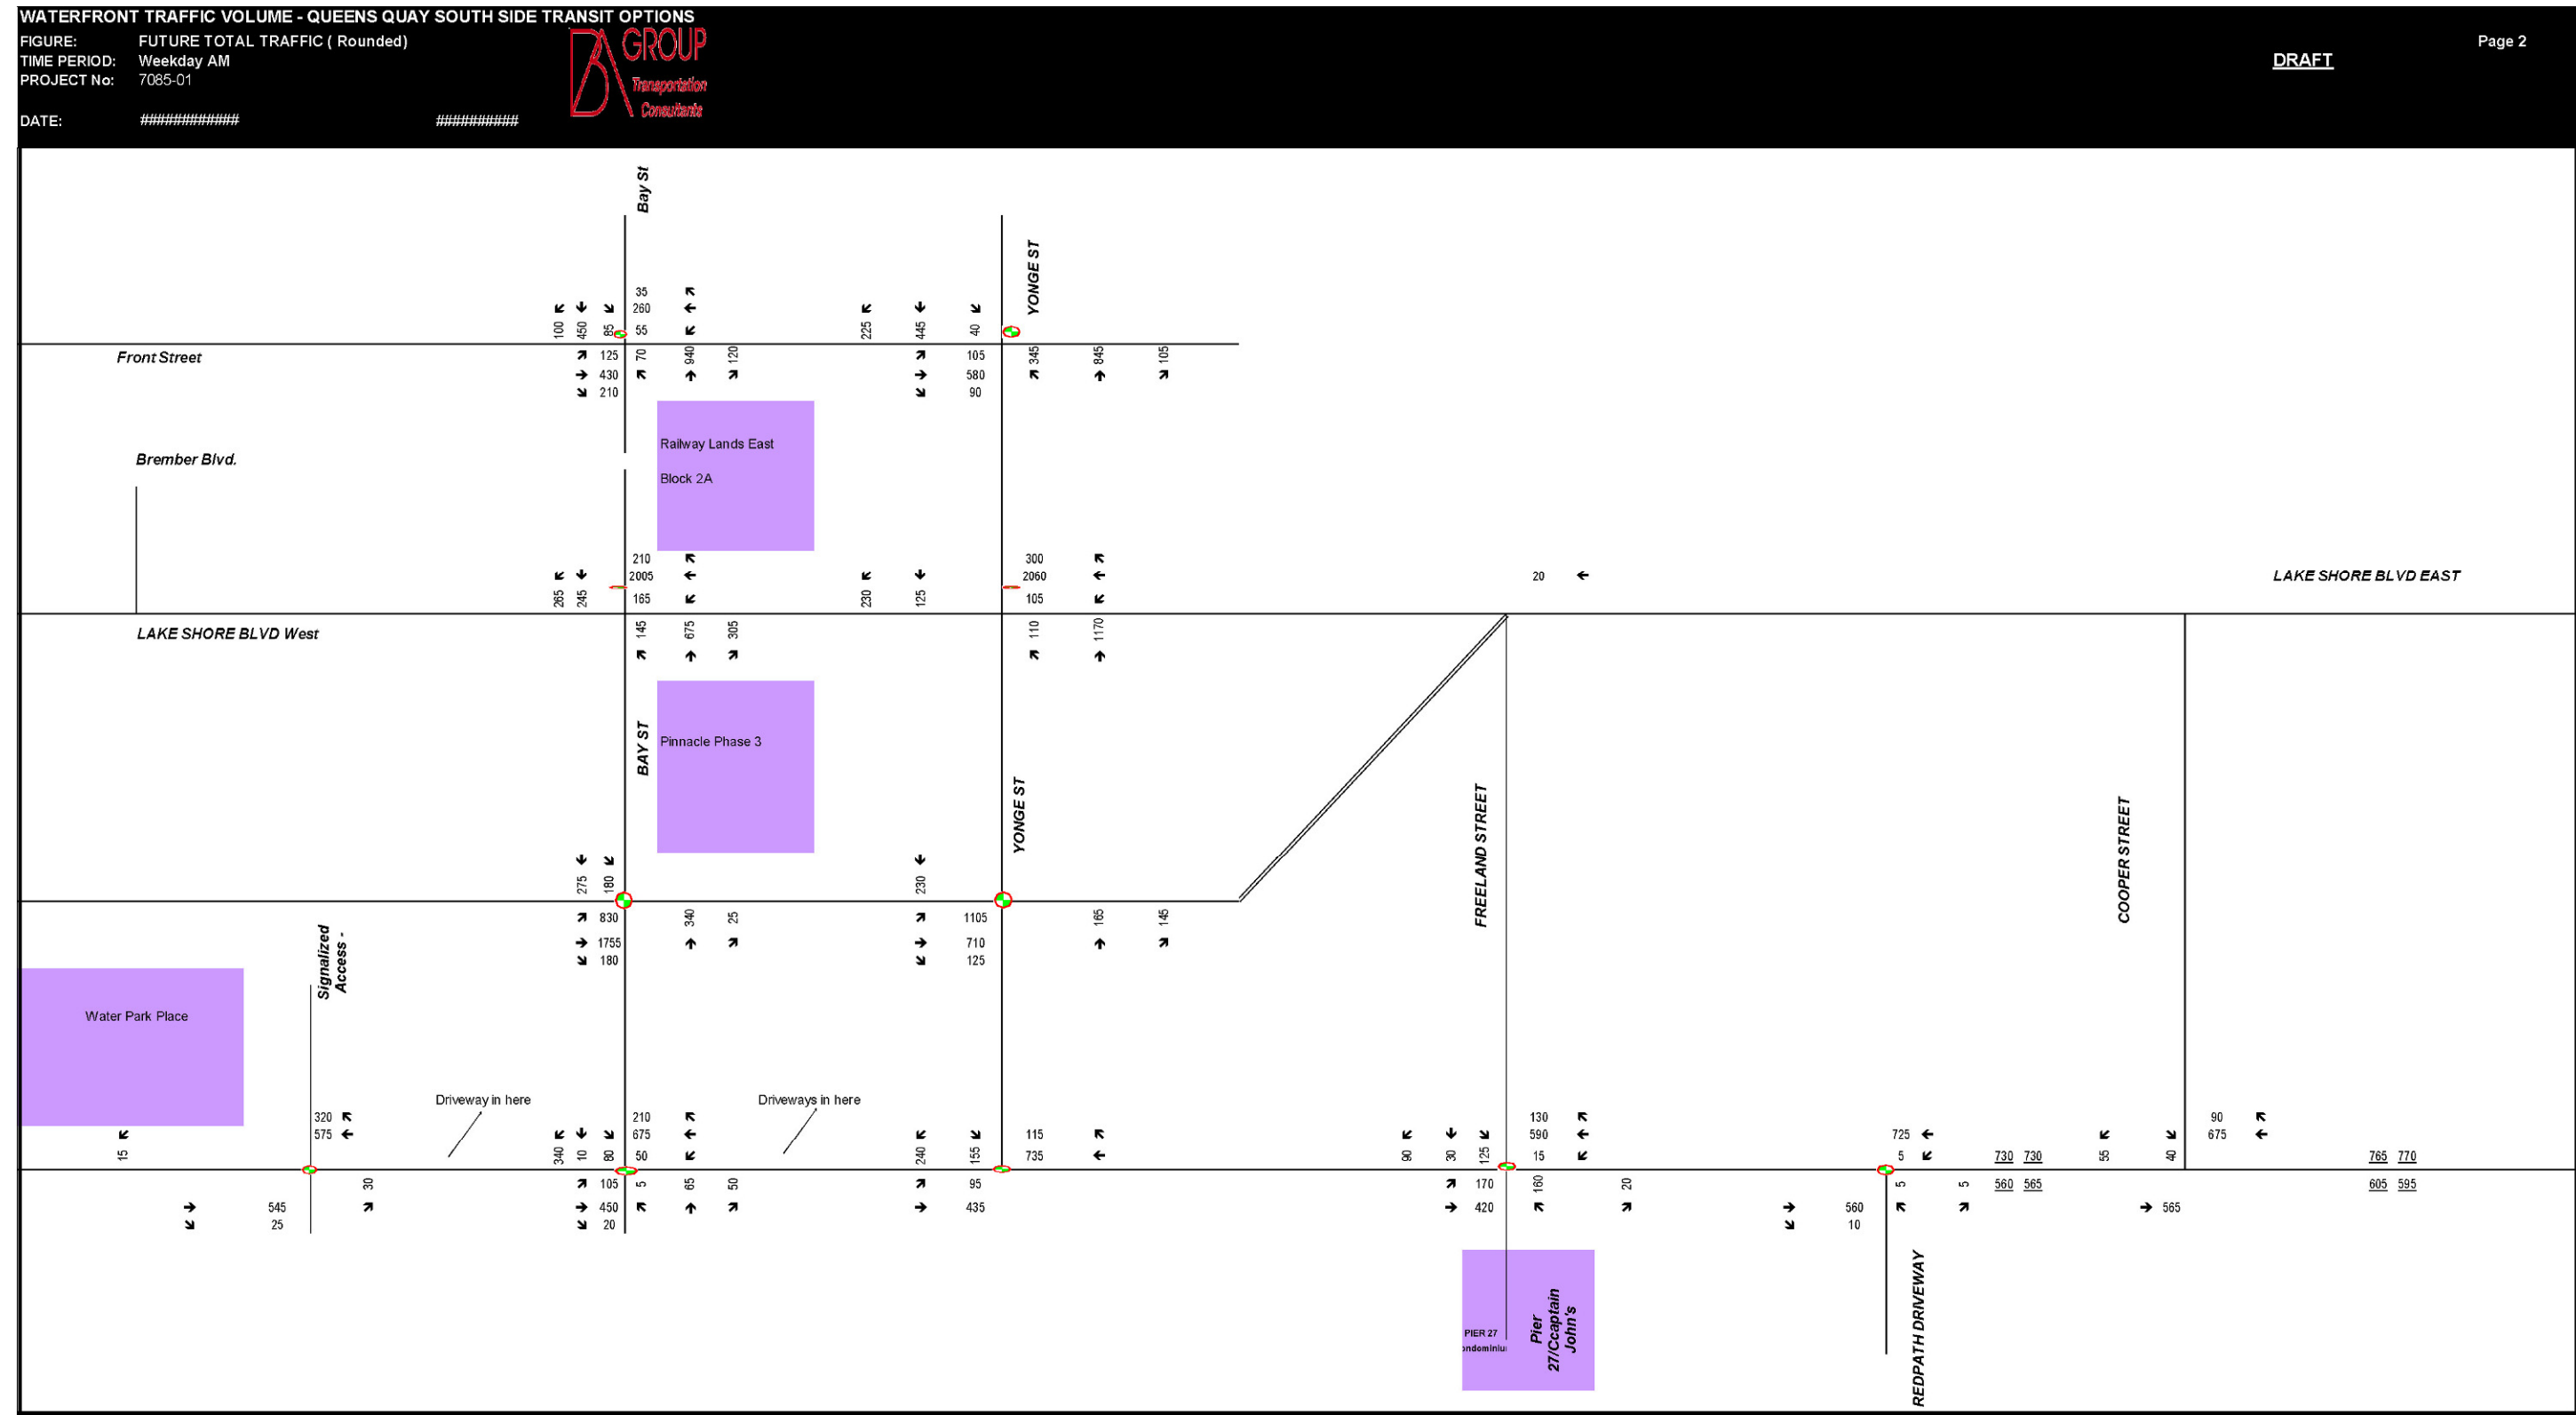 WATERFRONT TRAFFIC VOLUME - QUEENS QUAY SOUTH SIDE TRANSIT OPTIONS
FIGURE: FUTURE TOTAL TRAFFIC ( Rounded)
TIME PERIOD: Weekday AM
PROJECT No: 7085-01
DATE: ############ ##########
BA GROUP
Transportation
Consultants
DRAFT
Page 2
Bay St
YONGE ST
35
↖
↙ ↓ ↘ 260 ← ↙ ↓ ↘
100 450 85 55 ↙ 225 445 40
Front Street
↗ 125 70 940 120 ↗ 105 345 845 105
→ 430 ↖ ↑ ↗ → 580 ↗ ↑ ↗
↙ 210 ↙ 90
Railway Lands East
Block 2A
Brember Blvd.
210 ↖ 300 ↖
↙ ↓ 2005 ← ↙ ↓ 2060 ← 20 ← LAKE SHORE BLVD EAST
265 245 165 ↙ 230 125 105 ↙
LAKE SHORE BLVD West
145 675 305 110 1170
↖ ↑ ↗ ↗ ↑
BAY ST
Pinnacle Phase 3
YONGE ST
FREELAND STREET
COOPER STREET
↓ ↘ ↓
275 180 230
↗ 830 340 25 ↗ 1105 165 145
→ 1755 ↑ ↗ → 710 ↑ ↗
↘ 180 ↘ 125
Signalized
Access -
Water Park Place
Driveway in here
Driveways in here
320 ↖ 210 ↖ 115 ↖ 130 ↖ 90 ↖
575 ← 675 ← 735 ← 590 ← 725 ← 675 ←
15 340 10 80 50 ↙ 240 155 90 30 125 15 ↙ 5 ↙ 730 730 55 40 765 770
30 ↗ 105 5 65 50 ↗ 95 ↗ 170 160 20 5 5 560 565 605 595
→ 545 ↗ → 450 ↖ ↑ ↗ → 435 → 420 ↖ ↗ → 560 ↖ ↗ → 565
↘ 25 ↘ 20 ↘ 10
PIER 27
ondominiu
Pier
27/Ccaptain
John's
REDPATH DRIVEWAY